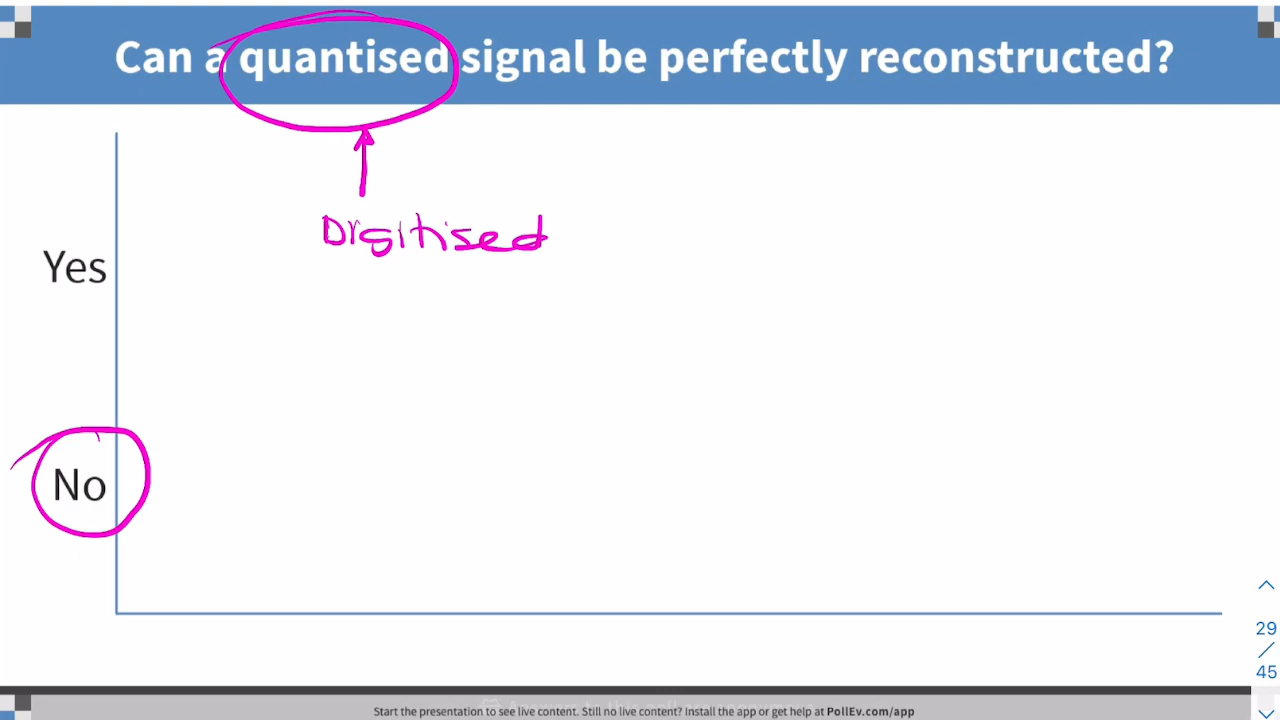 Can a quantised signal be perfectly reconstructed?
Digitised
Yes
No
29
/
45
Start the presentation to see live content. Still no live content? Install the app or get help at PollEv.com/app